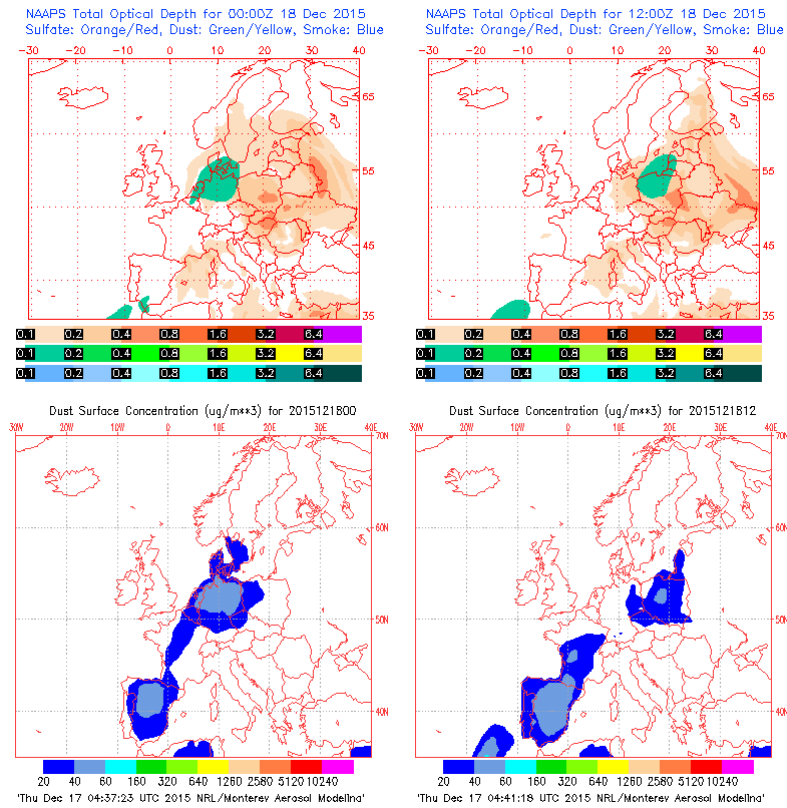 NAAPS Total Optical Depth for 00:00Z 18 Dec 2015
Sulfate: Orange/Red, Dust: Green/Yellow, Smoke: Blue
-30 -20 -10 0 10 20 30 40
65
55
45
35
0.1 0.2 0.4 0.8 1.6 3.2 6.4
0.1 0.2 0.4 0.8 1.6 3.2 6.4
0.1 0.2 0.4 0.8 1.6 3.2 6.4
NAAPS Total Optical Depth for 12:00Z 18 Dec 2015
Sulfate: Orange/Red, Dust: Green/Yellow, Smoke: Blue
-30 -20 -10 0 10 20 30 40
65
55
45
35
0.1 0.2 0.4 0.8 1.6 3.2 6.4
0.1 0.2 0.4 0.8 1.6 3.2 6.4
0.1 0.2 0.4 0.8 1.6 3.2 6.4
Dust Surface Concentration (ug/m**3) for 2015121800
30W 20W 10W 0 10E 20E 30E 40E
70N
60N
50N
40N
20 40 80 160 320 640 1280 2580 5120 10240
'Thu Dec 17 04:37:23 UTC 2015 NRL/Monterey Aerosol Modeling'
Dust Surface Concentration (ug/m**3) for 2015121812
30W 20W 10W 0 10E 20E 30E 40E
70N
60N
50N
40N
20 40 80 160 320 640 1280 2580 5120 10240
'Thu Dec 17 04:41:18 UTC 2015 NRL/Monterey Aerosol Modeling'